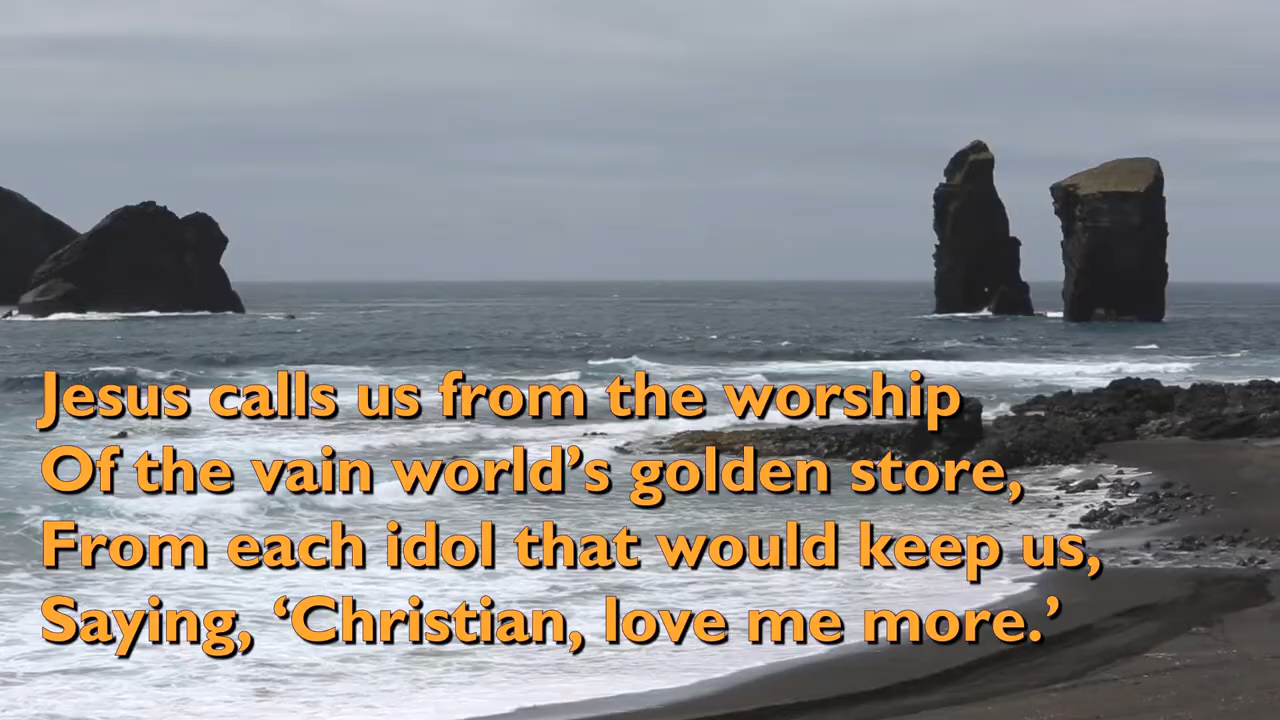 Jesus calls us from the worship
Of the vain world’s golden store,
From each idol that would keep us,
Saying, ‘Christian, love me more.’